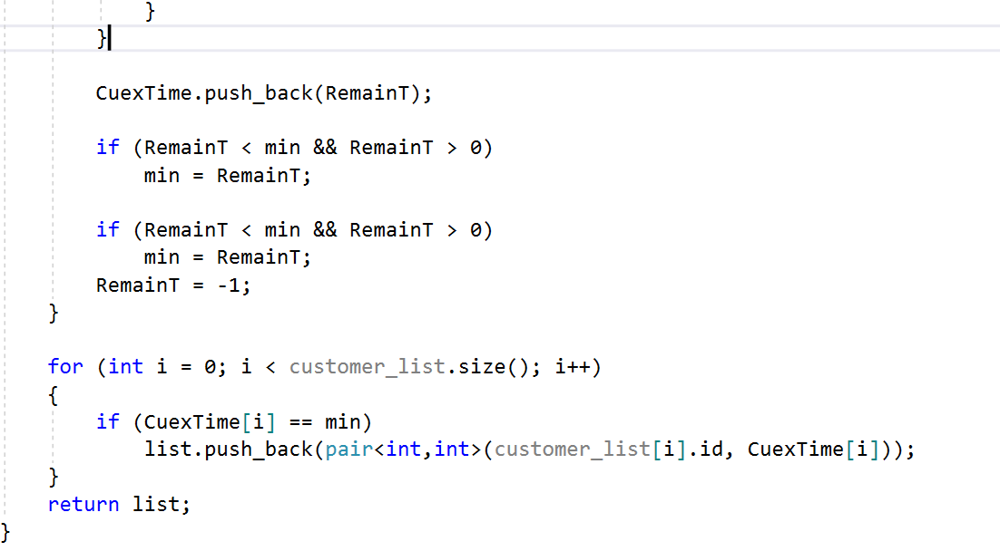 }
}
CuexTime.push_back(RemainT);
if (RemainT < min && RemainT > 0)
min = RemainT;
if (RemainT < min && RemainT > 0)
min = RemainT;
RemainT = -1;
}
for (int i = 0; i < customer_list.size(); i++)
{
if (CuexTime[i] == min)
list.push_back(pair<int,int>(customer_list[i].id, CuexTime[i]));
}
return list;
}